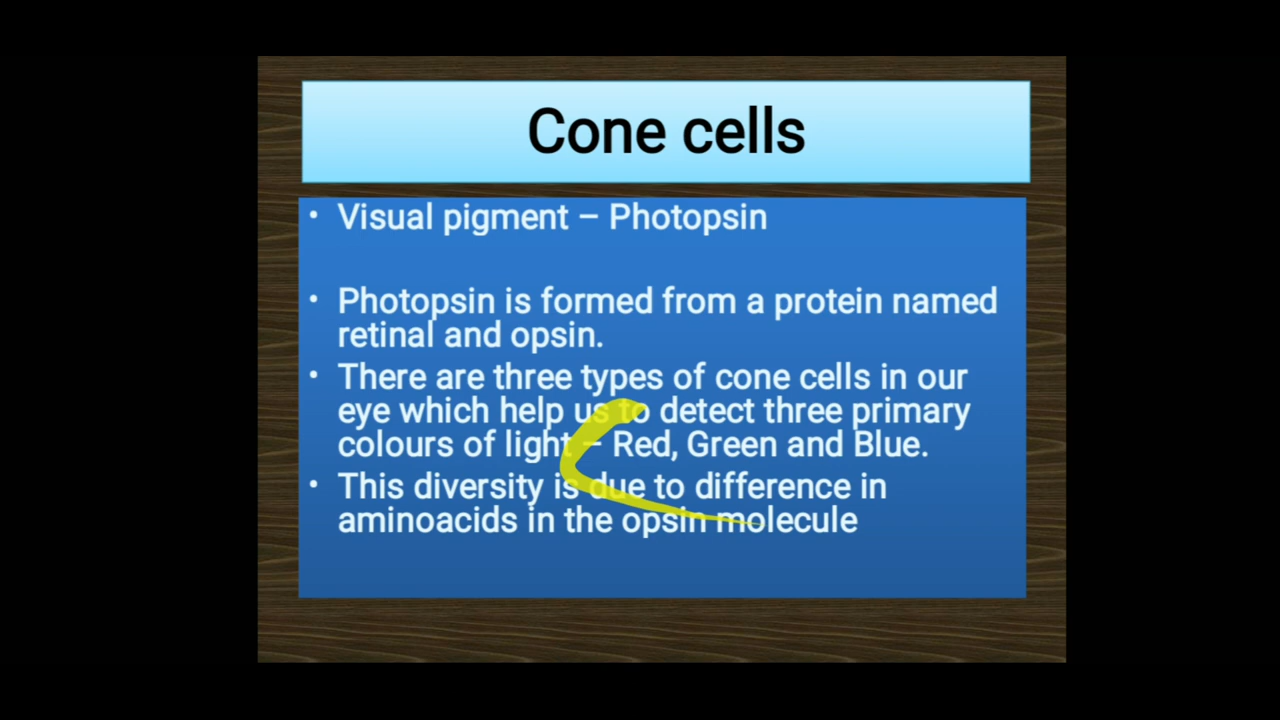 Cone cells
• Visual pigment – Photopsin
• Photopsin is formed from a protein named
retinal and opsin.
• There are three types of cone cells in our
eye which help us to detect three primary
colours of light – Red, Green and Blue.
• This diversity is due to difference in
aminoacids in the opsin molecule